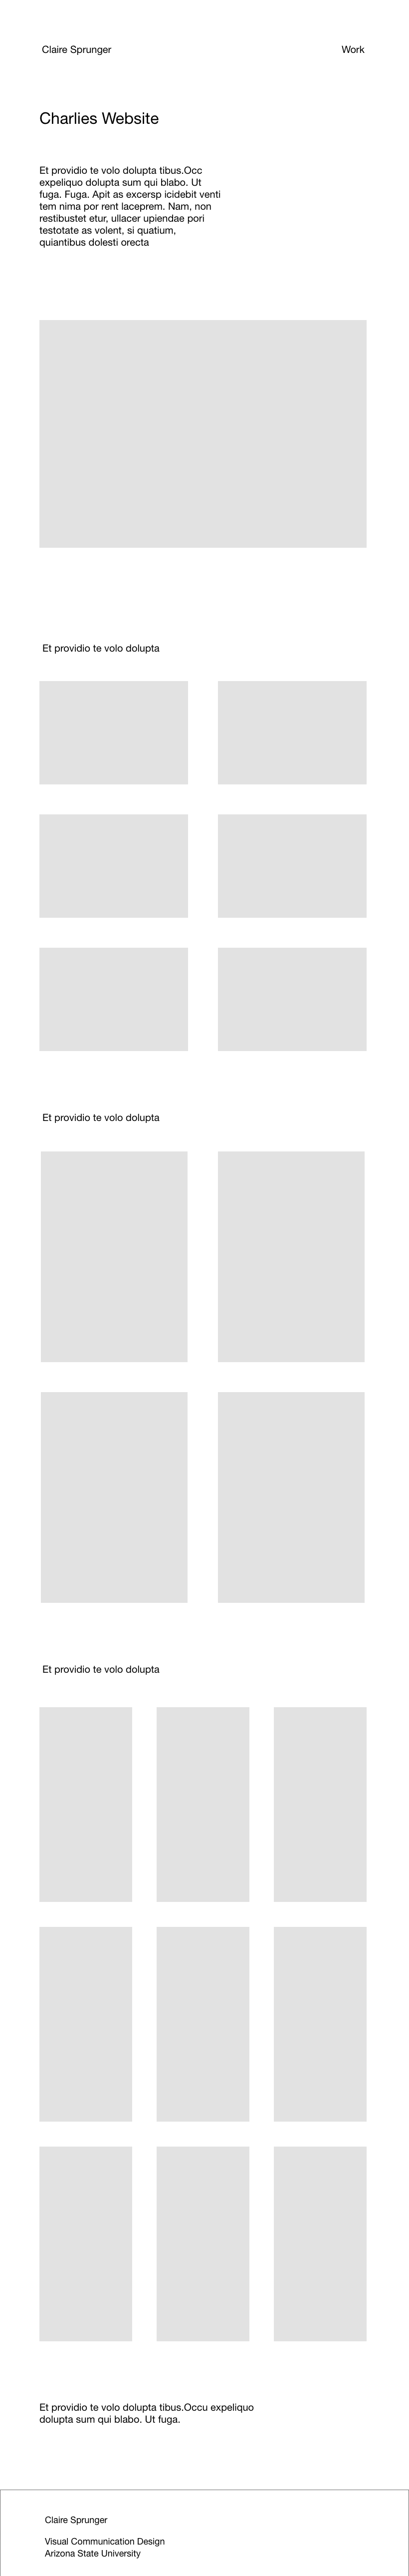 Claire Sprunger
Work
Charlies Website
Et providio te volo dolupta tibus.Occ
expeliquo dolupta sum qui blabo. Ut
fuga. Fuga. Apit as excersp icidebit venti
tem nima por rent laceprem. Nam, non
restibustet etur, ullacer upiendae pori
testotate as volent, si quatium,
quiantibus dolesti orecta
Et providio te volo dolupta
Et providio te volo dolupta
Et providio te volo dolupta
Et providio te volo dolupta tibus.Occu expeliquo
dolupta sum qui blabo. Ut fuga.
Claire Sprunger
Visual Communication Design
Arizona State University